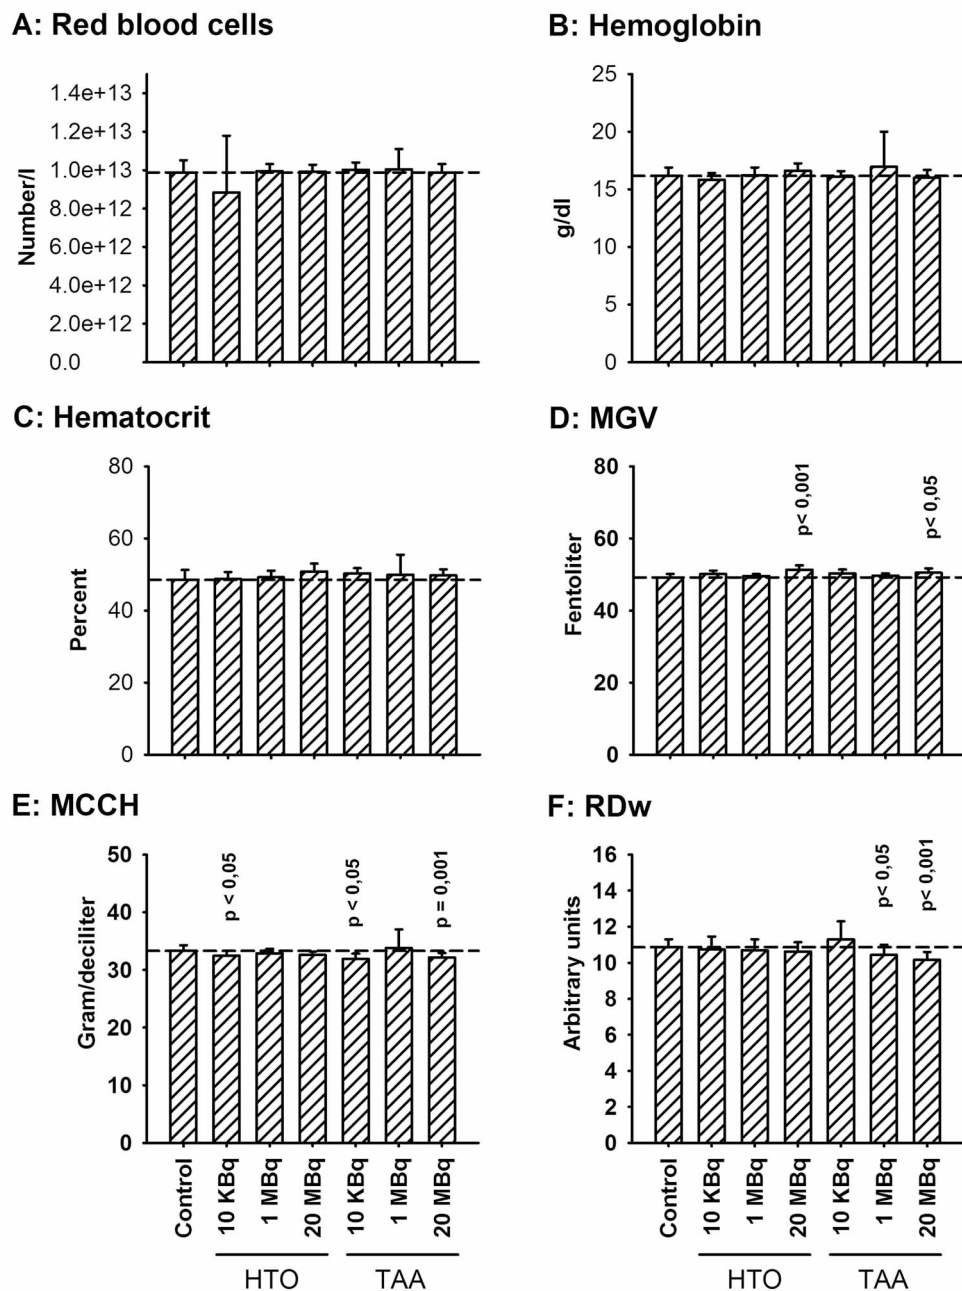 A: Red blood cells
Number/l
1.4e+13
1.2e+13
1.0e+13
8.0e+12
6.0e+12
4.0e+12
2.0e+12
0.0
B: Hemoglobin
g/dl
25
20
15
10
5
0
C: Hematocrit
Percent
80
60
40
20
0
D: MGV
Fentoliter
80
60
40
20
0
p< 0,001
p< 0,05
E: MCCH
Gram/deciliter
50
40
30
20
10
0
p < 0,05
p < 0,05
p = 0,001
Control
10 KBq
1 MBq
20 MBq
10 KBq
1 MBq
20 MBq
HTO
TAA
F: RDw
Arbitrary units
16
14
12
10
8
6
4
2
0
p< 0,05
p< 0,001
Control
10 KBq
1 MBq
20 MBq
10 KBq
1 MBq
20 MBq
HTO
TAA